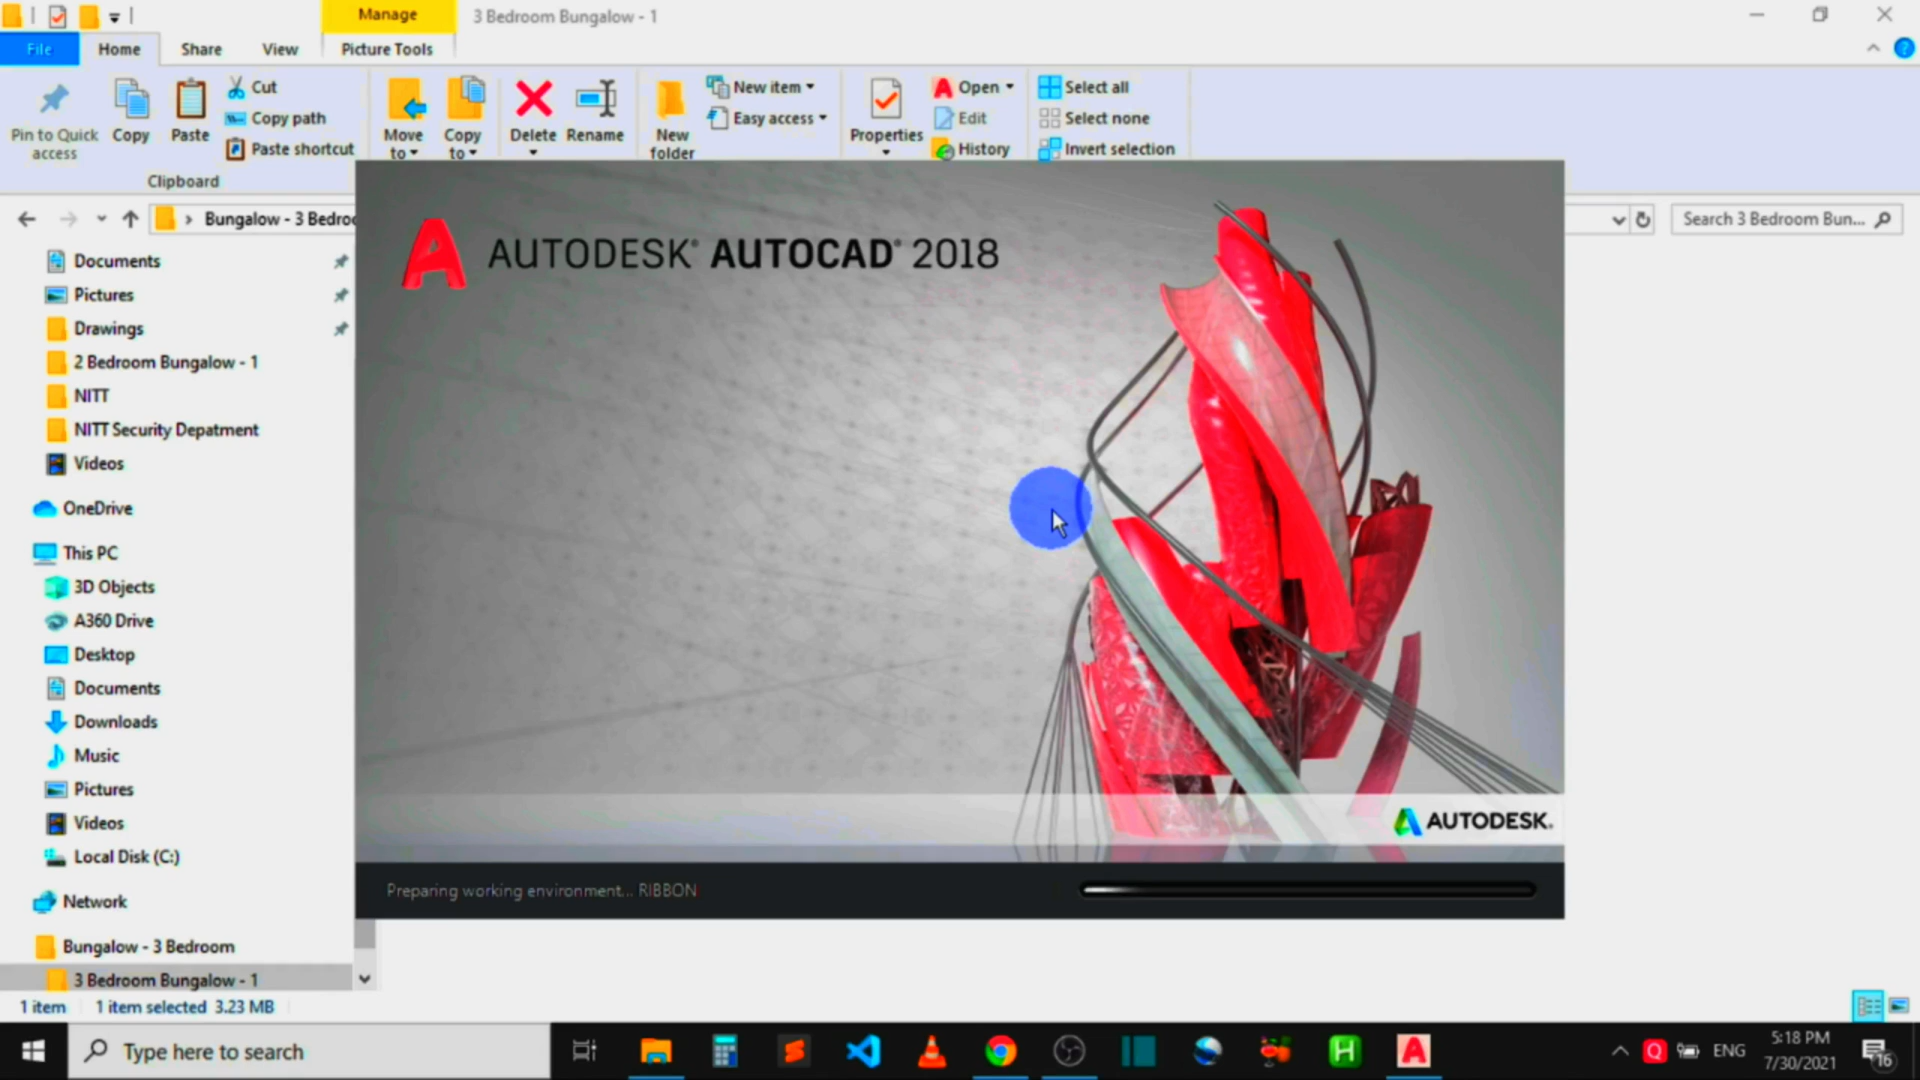 Manage
3 Bedroom Bungalow - 1
File
Home
Share
View
Picture Tools
Pin to Quick access
Copy
Paste
Cut
Copy path
Paste shortcut
Move to
Copy to
Delete
Rename
New folder
New item
Easy access
Properties
Open
Edit
History
Select all
Select none
Invert selection
Clipboard
Bungalow - 3 Bedroo
Search 3 Bedroom Bun...
Documents
Pictures
Drawings
2 Bedroom Bungalow - 1
NITT
NITT Security Depatment
Videos
OneDrive
This PC
3D Objects
A360 Drive
Desktop
Documents
Downloads
Music
Pictures
Videos
Local Disk (C:)
Network
Bungalow - 3 Bedroom
3 Bedroom Bungalow - 1
AUTODESK® AUTOCAD® 2018
AUTODESK.
Preparing working environment... RIBBON
1 item
1 item selected 3.23 MB
Type here to search
ENG
5:18 PM
7/30/2021
16